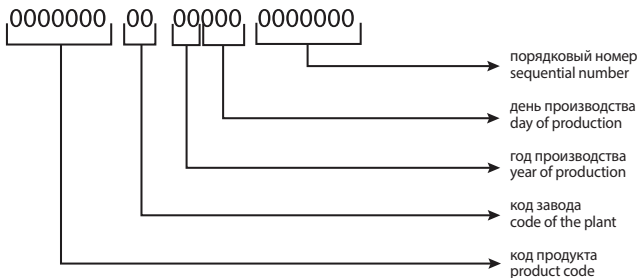 0000000 00 00000 0000000
порядковый номер
sequential number
день производства
day of production
год производства
year of production
код завода
code of the plant
код продукта
product code